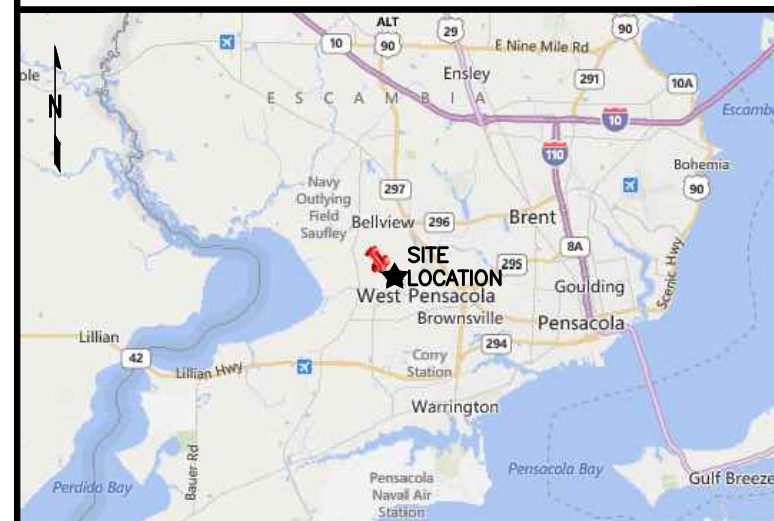 ALT
10
90
29
E Nine Mile Rd
90
Ensley
291
10A
ESCAMBIA
N
10
110
Bohemia
Navy
Outlying
Field
Saufley
297
90
Bellview
296
Brent
SITE
LOCATION
295
8A
Goulding
Scenic Hwy
West Pensacola
Brownsville
Pensacola
Lillian
42
Lillian Hwy
294
Corry
Station
Warrington
Bauer Rd
Perdido Bay
Pensacola
Naval Air
Station
Pensacola Bay
Gulf Breeze